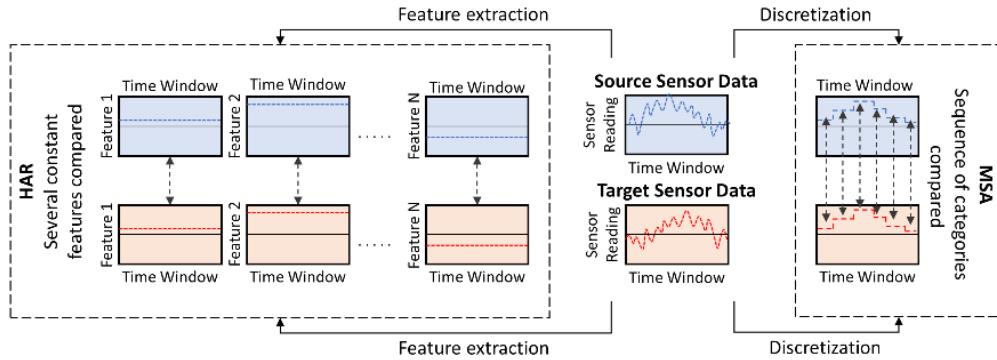 Feature extraction
Discretization
Time Window
Time Window
Time Window
Source Sensor Data
Time Window
Feature 1
Feature 2
Feature N
Sensor
Reading
.....
Time Window
HAR
Several constant
features compared
Target Sensor Data
Sequence of categories
compared
MSA
Feature 1
Feature 2
Feature N
Sensor
Reading
.....
Time Window
Time Window
Time Window
Time Window
Time Window
Feature extraction
Discretization